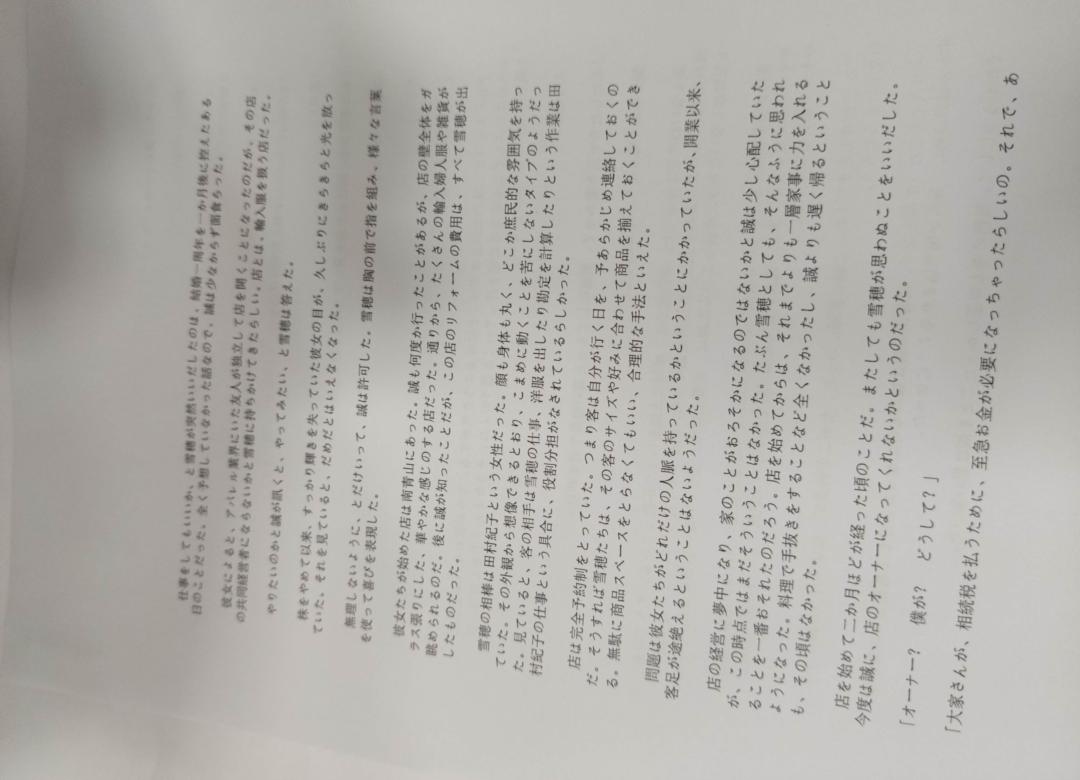 仕事をしてもいいか、と雪穂が突然いいだしたのは、結婚一周年を一か月後に控えたある
日のことだった。全く予想していなかった話なので、誠は少なからず面食らった。
彼女によると、アパレル業界にいた友人が独立して店を開くことになったのだが、その店
の共同経営者にならないかと雪穂に持ちかけてきたらしい。店とは、輸入服を扱う店だった。
やりたいのかと誠が訊くと、やってみたい、と雪穂は答えた。
株をやめて以来、すっかり輝きを失っていた彼女の目が、久しぶりにきらきらと光を放っ
ていた。それを見ていると、だめだとはいえなくなった。
無理しないように、とだけいって、誠は許可した。雪穂は胸の前で指を組み、様々な言葉
を使って喜びを表現した。
彼女たちが始めた店は南青山にあった。誠も何度か行ったことがあるが、店の壁全体をガ
ラス張りにした、華やかな感じのする店だった。通りから、たくさんの輸入婦人服や雑貨が
眺められるのだ。後に誠が知ったことだが、この店のリフォームの費用は、すべて雪穂が出
したものだった。
雪穂の相棒は田村紀子という女性だった。顔も身体も丸く、どこか庶民的な雰囲気を持っ
ていた。その外観から想像できるとおり、こまめに動くことを苦にしないタイプのようだっ
た。見ていると、客の相手は雪穂の仕事、洋服を出したり勘定を計算したりという作業は田
村紀子の仕事という具合に、役割分担がなされているらしかった。
店は完全予約制をとっていた。つまり客は自分が行く日を、予あらかじめ連絡しておくの
だ。そうすれば雪穂たちは、その客のサイズや好みに合わせて商品を揃えておくことができ
る。無駄に商品スペースをとらなくてもいい、合理的な手法といえた。
問題は彼女たちがどれだけの人脈を持っているかということにかかっていたが、開業以来、
客足が途絶えるということはないようだった。
店の経営に夢中になり、家のことがおろそかになるのではないかと誠は少し心配していた
が、この時点ではまだそういうことはなかった。たぶん雪穂としても、そんなふうに思われ
ることを一番おそれたのだろう。店を始めてからは、それまでよりも一層家事に力を入れる
ようになった。料理で手抜きをすることなど全くなかったし、誠よりも遅く帰るということ
も、その頃はなかった。
店を始めて二か月ほどが経った頃のことだ。またしても雪穂が思わぬことをいいだした。
今度は誠に、店のオーナーになってくれないかというのだった。
「オーナー？　僕が？　どうして？」
「大家さんが、相続税を払うために、至急お金が必要になっちゃったらしいの。それで、あ